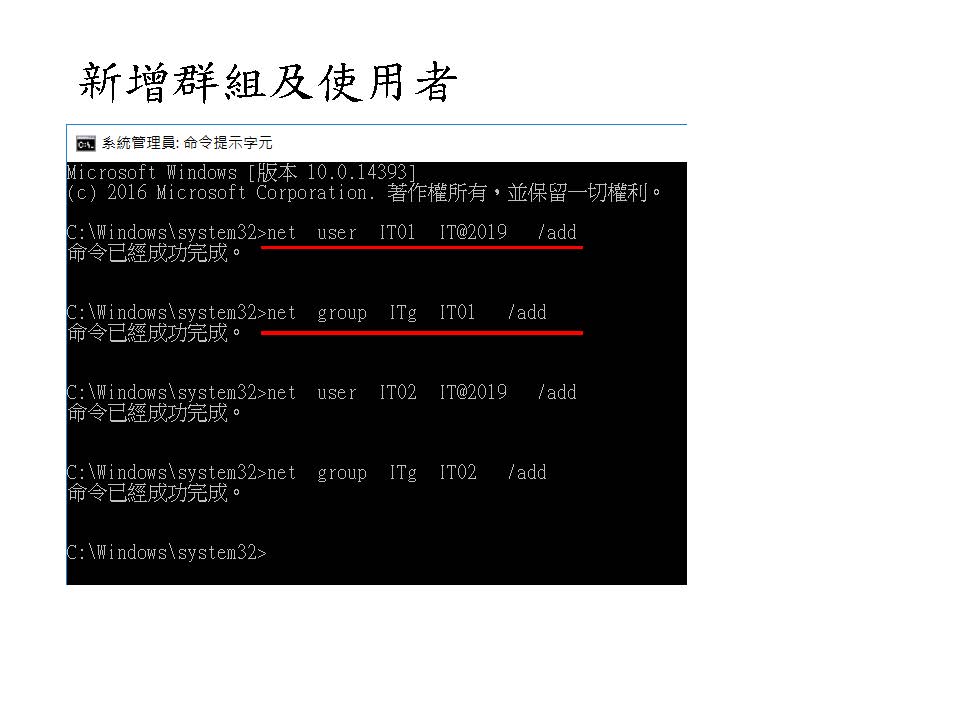 新增群組及使用者
系統管理員: 命令提示字元
Microsoft Windows [版本 10.0.14393]
(c) 2016 Microsoft Corporation. 著作權所有，並保留一切權利。
C:\Windows\system32>net  user  IT01  IT@2019  /add
命令已經成功完成。
C:\Windows\system32>net  group  ITg  IT01  /add
命令已經成功完成。
C:\Windows\system32>net  user  IT02  IT@2019  /add
命令已經成功完成。
C:\Windows\system32>net  group  ITg  IT02  /add
命令已經成功完成。
C:\Windows\system32>